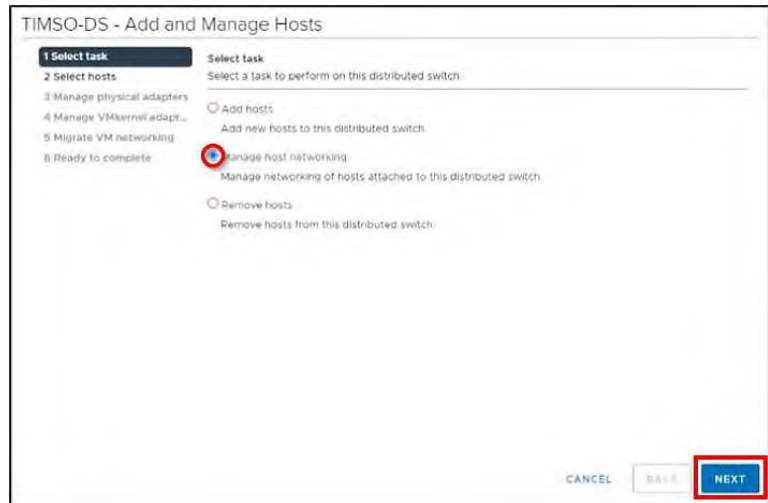 TIMSO-DS - Add and Manage Hosts
1 Select task
2 Select hosts
3 Manage physical adapters
4 Manage VMkernel adapt...
5 Migrate VM networking
6 Ready to complete
Select task
Select a task to perform on this distributed switch.
Add hosts
Add new hosts to this distributed switch.
Manage host networking
Manage networking of hosts attached to this distributed switch.
Remove hosts
Remove hosts from this distributed switch.
CANCEL BACK NEXT